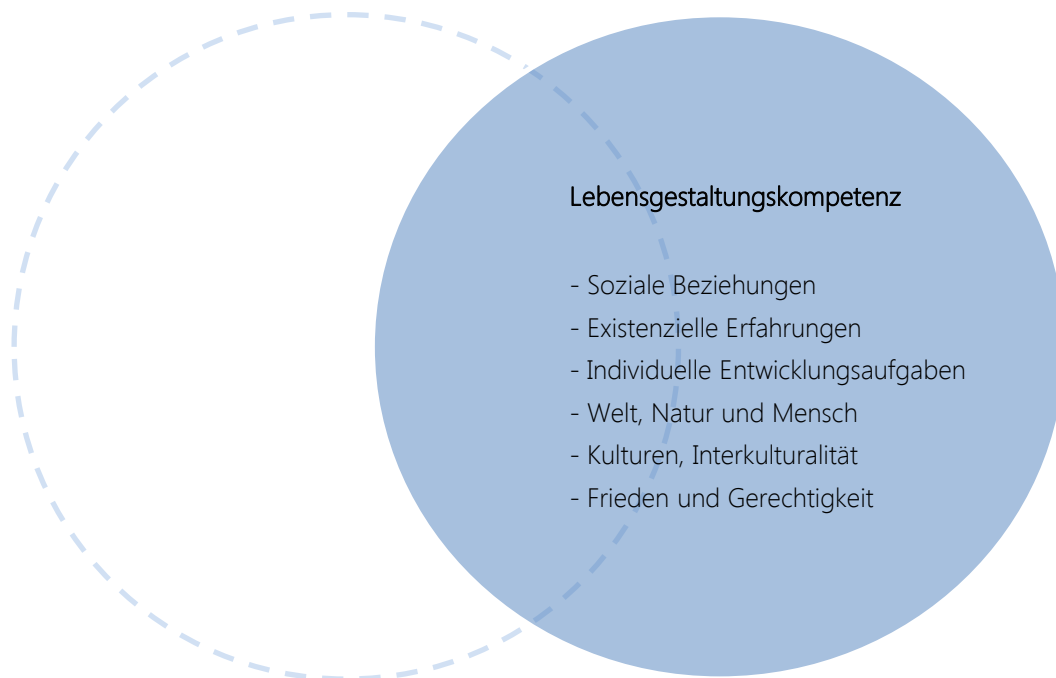 Lebensgestaltungskompetenz
- Soziale Beziehungen
- Existenzielle Erfahrungen
- Individuelle Entwicklungsaufgaben
- Welt, Natur und Mensch
- Kulturen, Interkulturalität
- Frieden und Gerechtigkeit